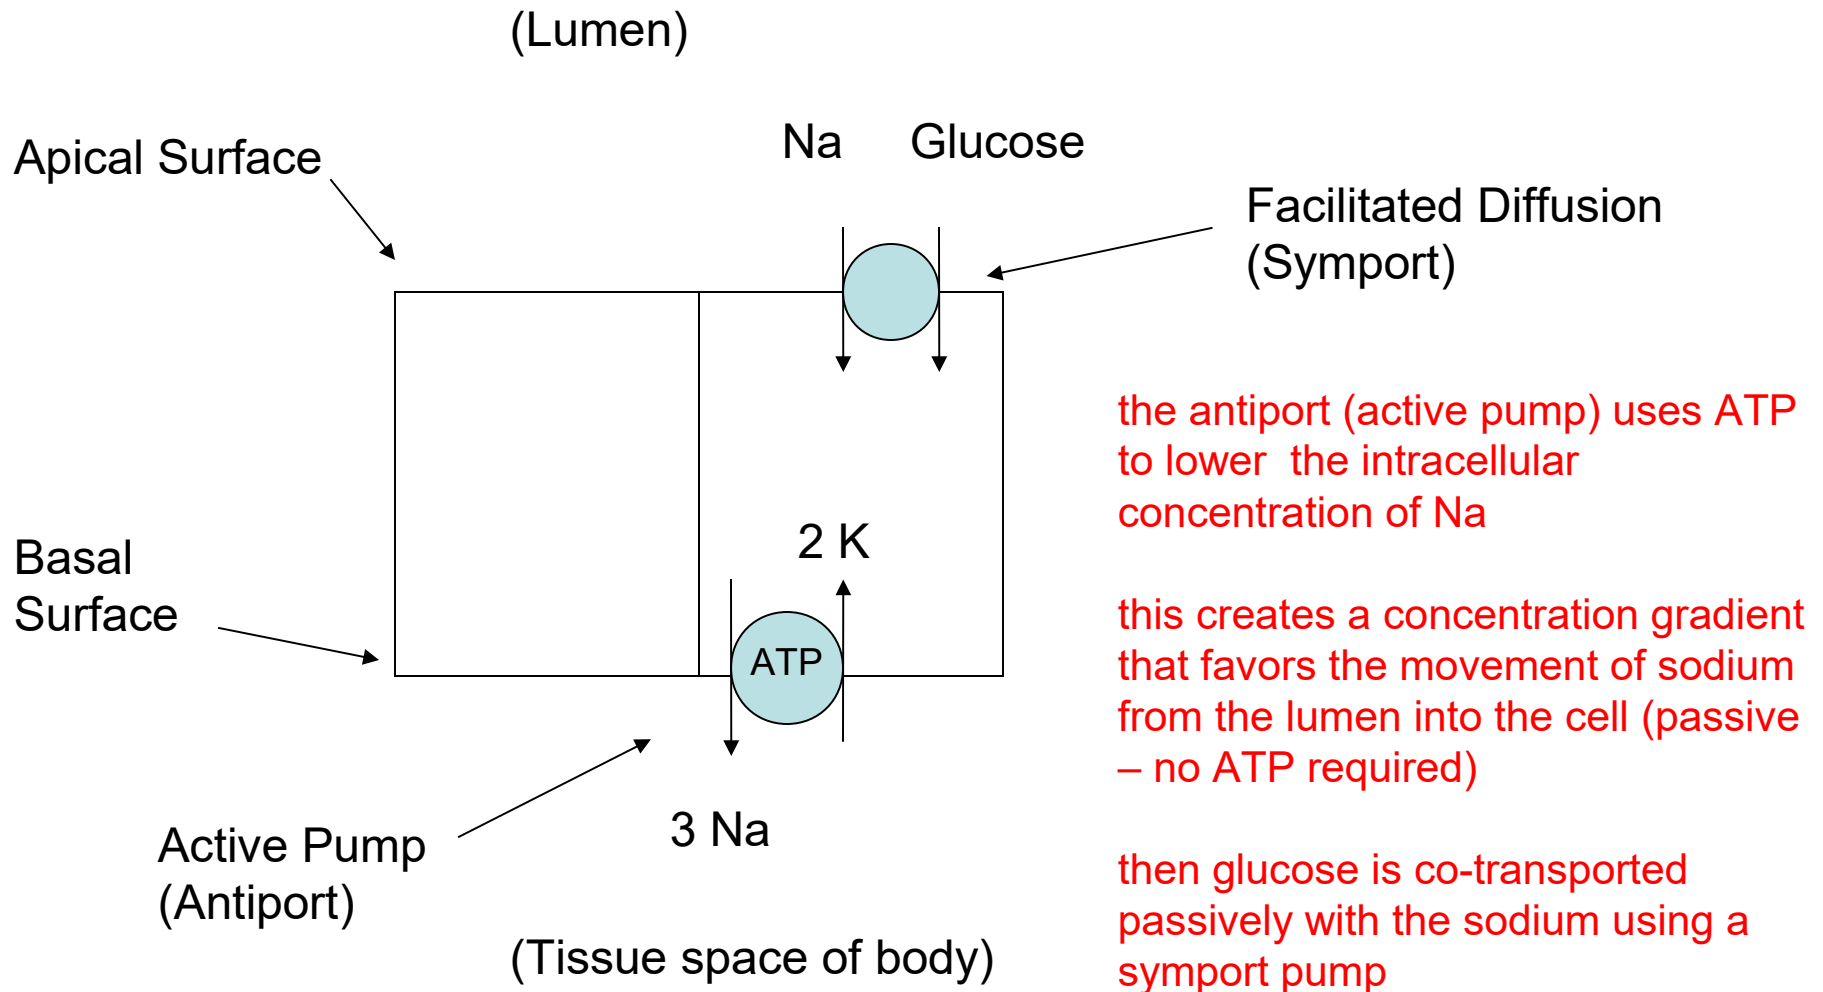 (Lumen)
Na Glucose
Apical Surface
Facilitated Diffusion
(Symport)
the antiport (active pump) uses ATP
to lower  the intracellular
concentration of Na
2 K
Basal
Surface
this creates a concentration gradient
that favors the movement of sodium
from the lumen into the cell (passive
– no ATP required)
ATP
3 Na
Active Pump
(Antiport)
then glucose is co-transported
passively with the sodium using a
symport pump
(Tissue space of body)